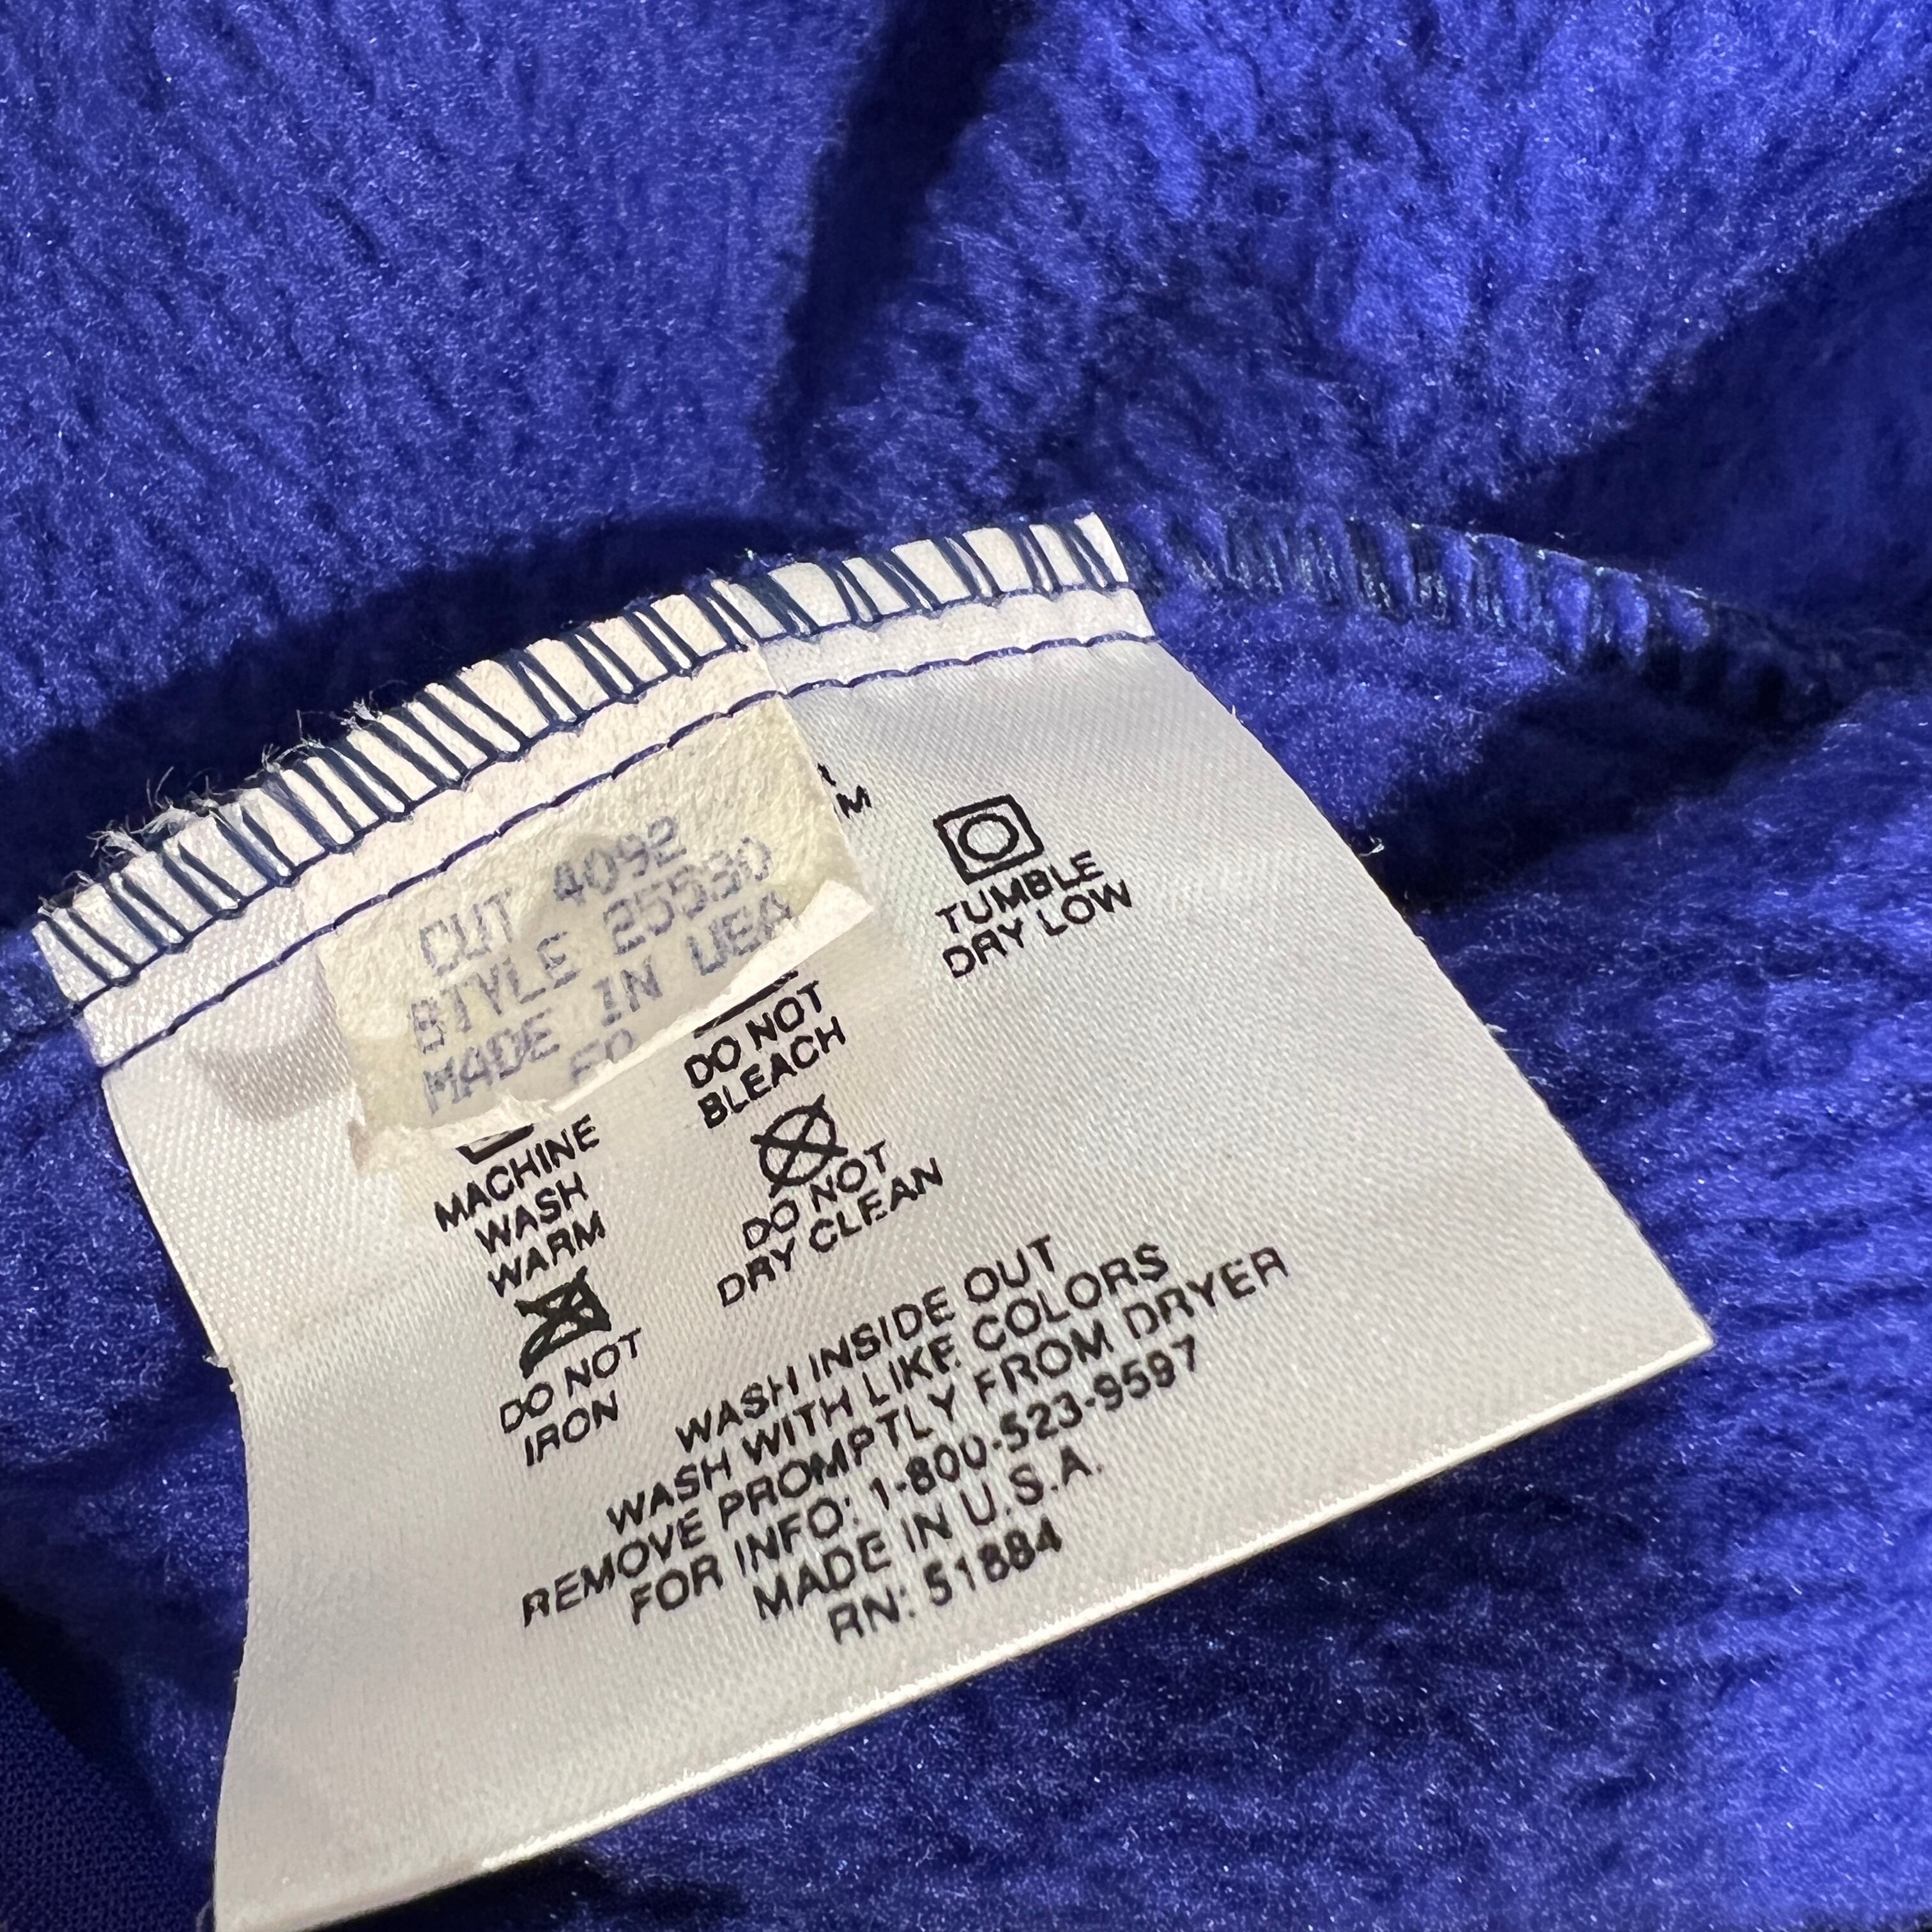 CUT 4092
STYLE 25530
MADE IN USA
M
TUMBLE
DRY LOW
DO NOT
BLEACH
MACHINE
WASH
WARM
DO NOT
DRY CLEAN
DO NOT
IRON
WASH INSIDE OUT
WASH WITH LIKE COLORS
REMOVE PROMPTLY FROM DRYER
FOR INFO: 1-800-523-9597
MADE IN U.S.A.
RN: 51884